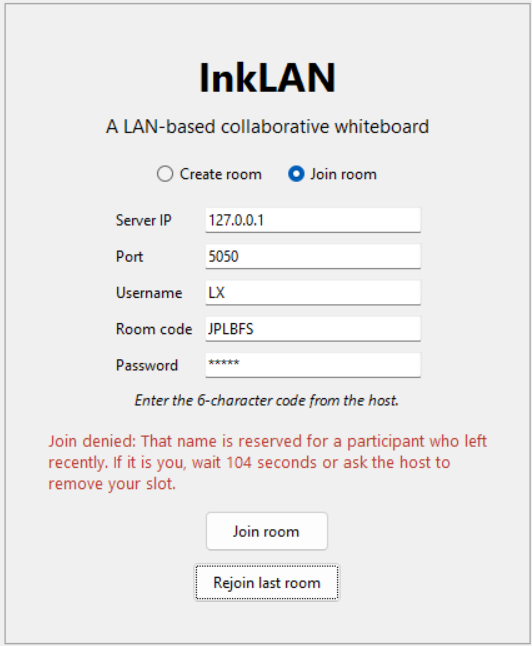 InkLAN
A LAN-based collaborative whiteboard
Create room Join room
Server IP 127.0.0.1
Port 5050
Username LX
Room code JPLBFS
Password *****
Enter the 6-character code from the host.
Join denied: That name is reserved for a participant who left
recently. If it is you, wait 104 seconds or ask the host to
remove your slot.
Join room
Rejoin last room